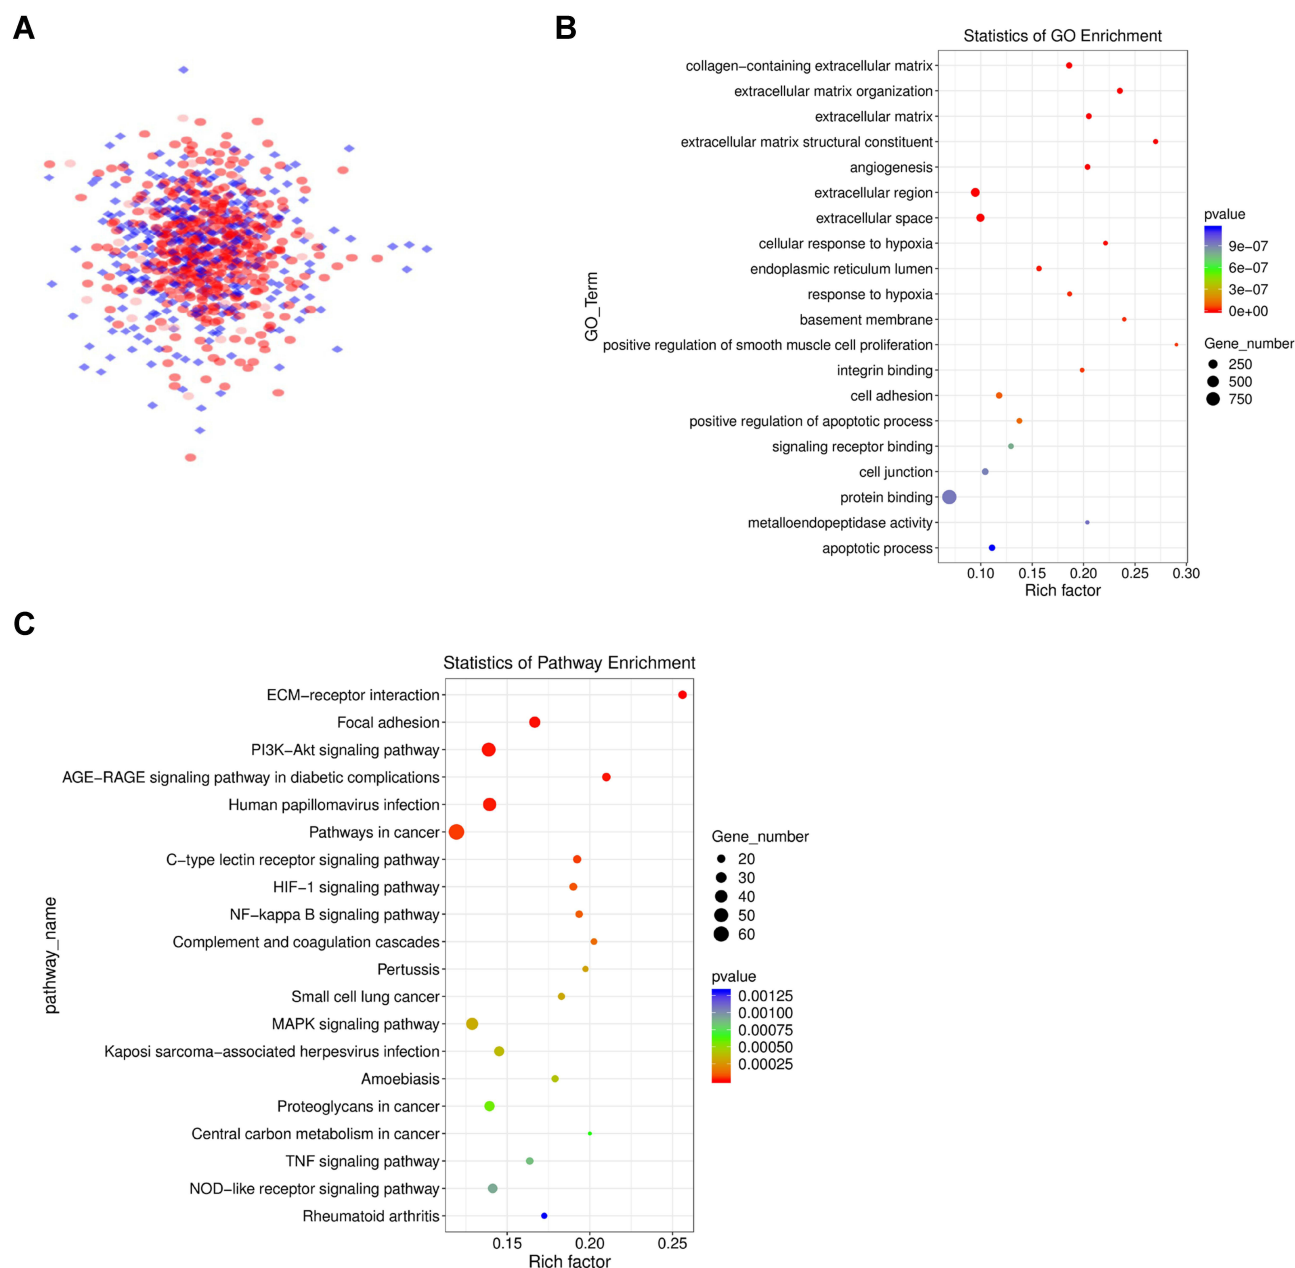 A
B
Statistics of GO Enrichment
collagen−containing extracellular matrix
extracellular matrix organization
extracellular matrix
extracellular matrix structural constituent
angiogenesis
extracellular region
extracellular space
cellular response to hypoxia
endoplasmic reticulum lumen
response to hypoxia
basement membrane
positive regulation of smooth muscle cell proliferation
integrin binding
cell adhesion
positive regulation of apoptotic process
signaling receptor binding
cell junction
protein binding
metalloendopeptidase activity
apoptotic process
GO_Term
0.10 0.15 0.20 0.25 0.30
Rich factor
pvalue
9e−07
6e−07
3e−07
0e+00
Gene_number
250
500
750
C
Statistics of Pathway Enrichment
ECM−receptor interaction
Focal adhesion
PI3K−Akt signaling pathway
AGE−RAGE signaling pathway in diabetic complications
Human papillomavirus infection
Pathways in cancer
C−type lectin receptor signaling pathway
HIF−1 signaling pathway
NF−kappa B signaling pathway
Complement and coagulation cascades
Pertussis
Small cell lung cancer
MAPK signaling pathway
Kaposi sarcoma−associated herpesvirus infection
Amoebiasis
Proteoglycans in cancer
Central carbon metabolism in cancer
TNF signaling pathway
NOD−like receptor signaling pathway
Rheumatoid arthritis
pathway_name
0.15 0.20 0.25
Rich factor
Gene_number
20
30
40
50
60
pvalue
0.00125
0.00100
0.00075
0.00050
0.00025